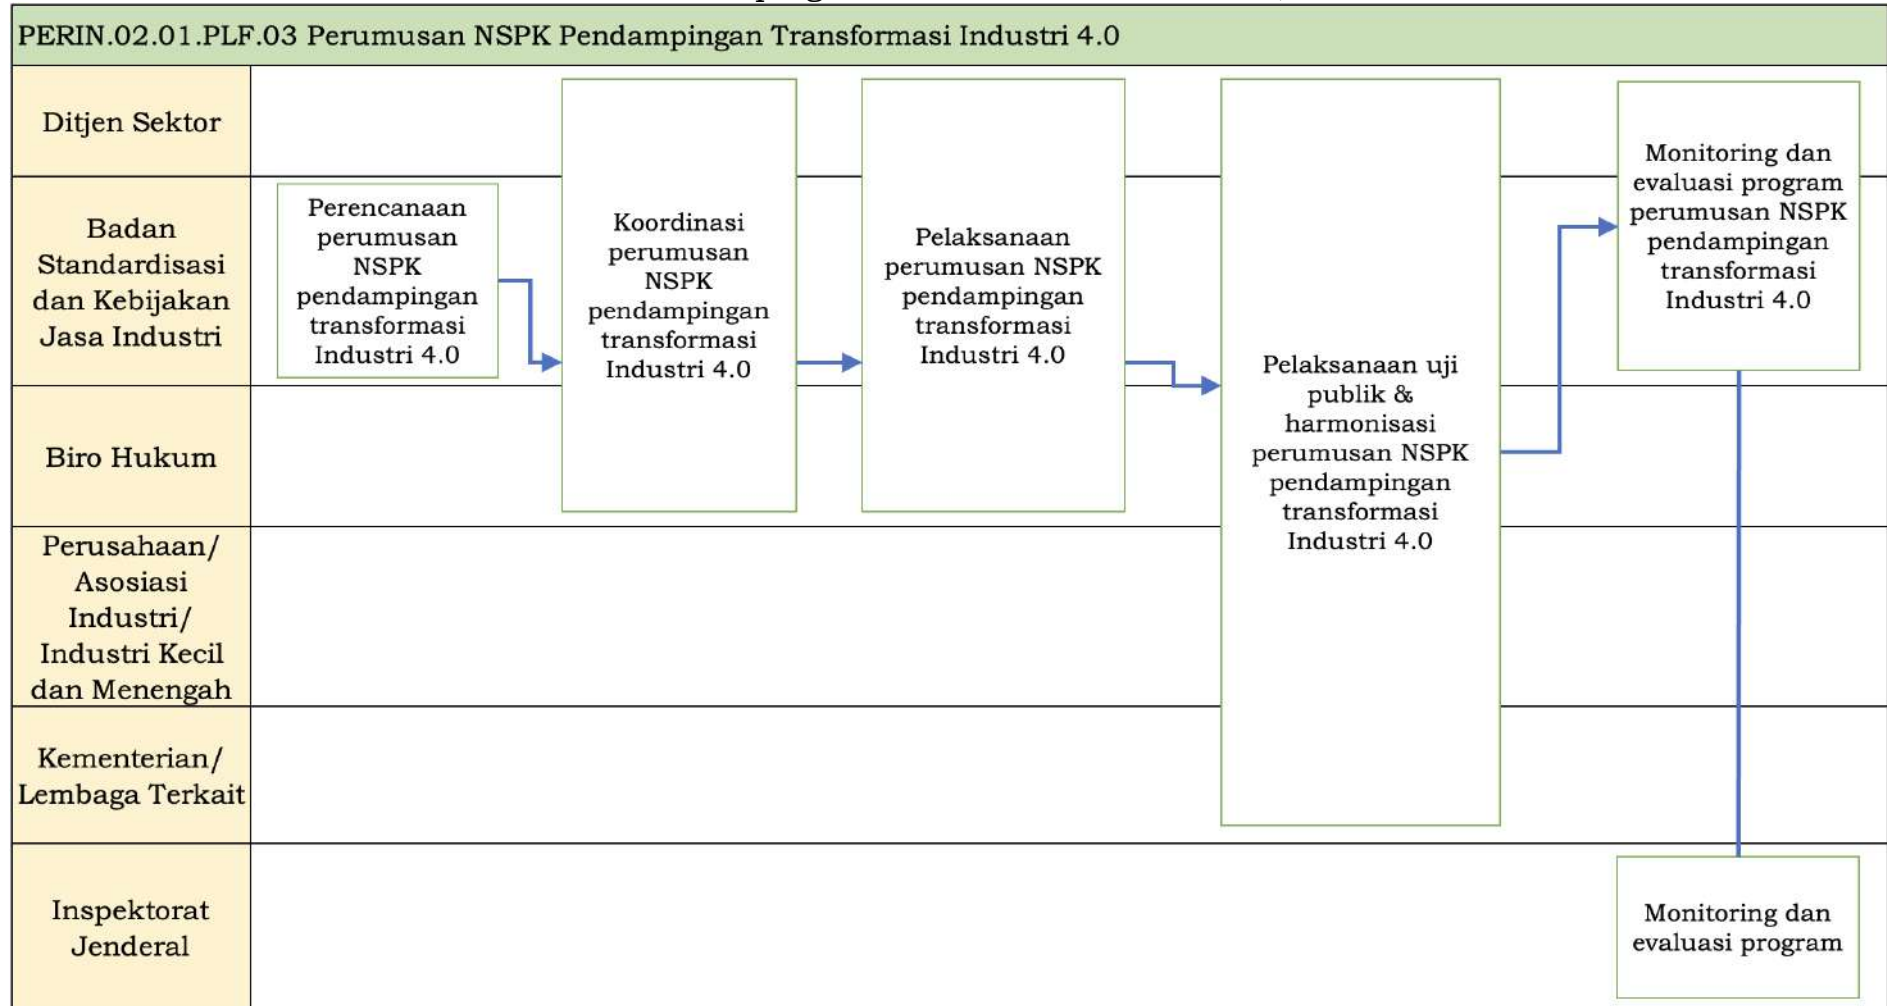 PERIN.02.01.PLF.03 Perumusan NSPK Pendampingan Transformasi Industri 4.0
Ditjen Sektor
Badan
Standardisasi
dan Kebijakan
Jasa Industri
Biro Hukum
Perusahaan/
Asosiasi
Industri/
Industri Kecil
dan Menengah
Kementerian/
Lembaga Terkait
Inspektorat
Jenderal
Perencanaan
perumusan
NSPK
pendampingan
transformasi
Industri 4.0
Koordinasi
perumusan
NSPK
pendampingan
transformasi
Industri 4.0
Pelaksanaan
perumusan NSPK
pendampingan
transformasi
Industri 4.0
Pelaksanaan uji
publik &
harmonisasi
perumusan NSPK
pendampingan
transformasi
Industri 4.0
Monitoring dan
evaluasi program
perumusan NSPK
pendampingan
transformasi
Industri 4.0
Monitoring dan
evaluasi program